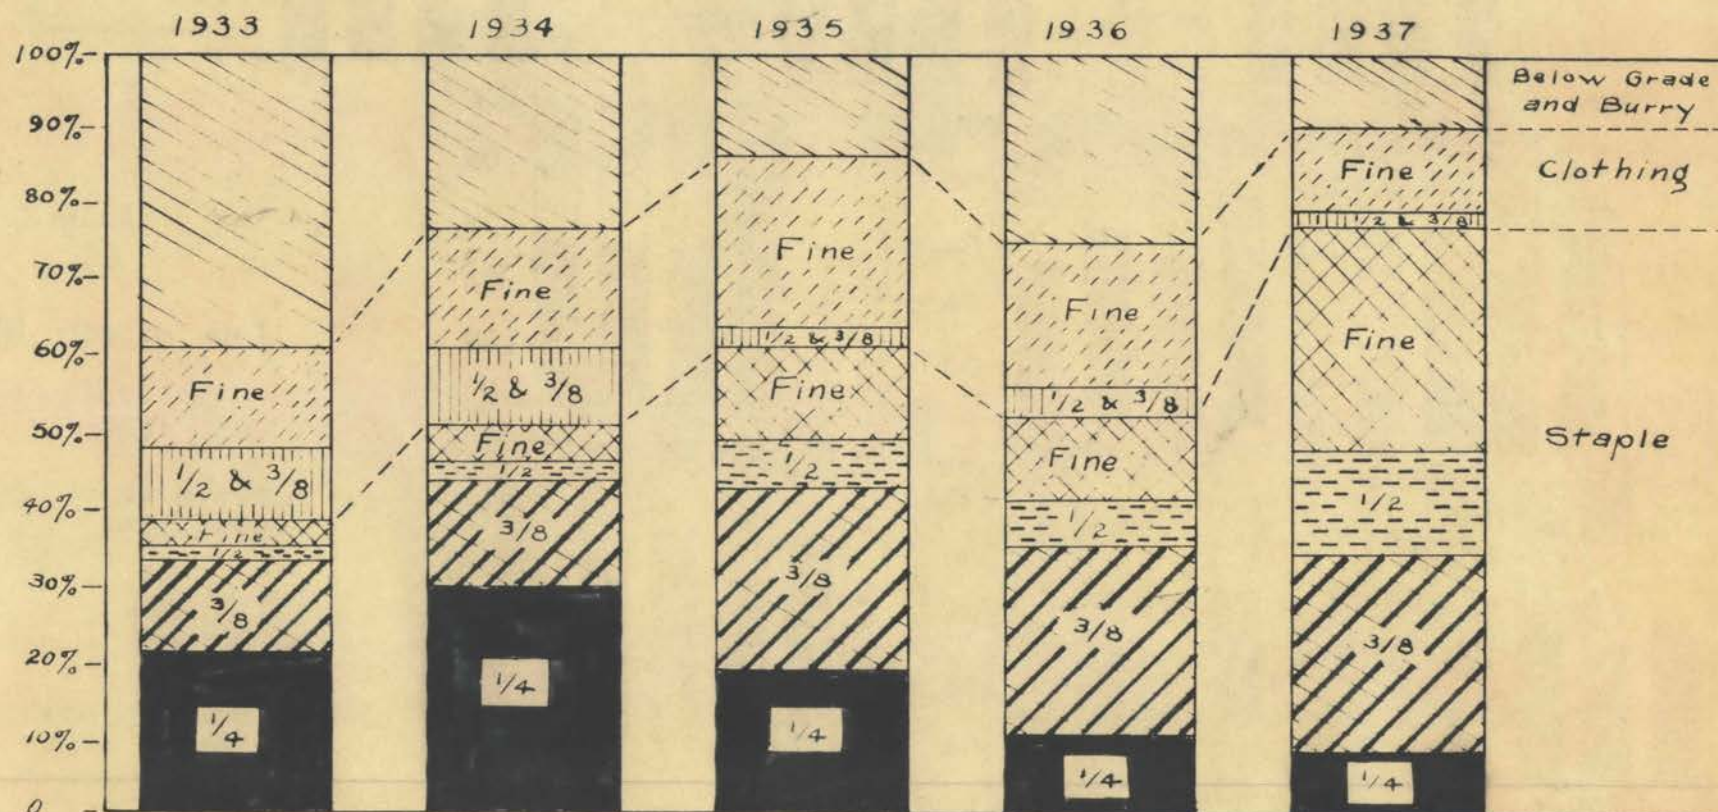 1933 1934 1935 1936 1937
100%
90%
80%
70%
60%
50%
40%
30%
20%
10%
0
Fine
1/2 & 3/8
Fine
1/2
3/8
1/4
Fine
1/2 & 3/8
Fine
1/2
3/8
1/4
Fine
1/2 & 3/8
Fine
1/2
3/8
1/4
Fine
1/2 & 3/8
Fine
1/2
3/8
1/4
Fine
1/2 & 3/8
Fine
1/2
3/8
1/4
Below Grade
and Burry
Clothing
Staple